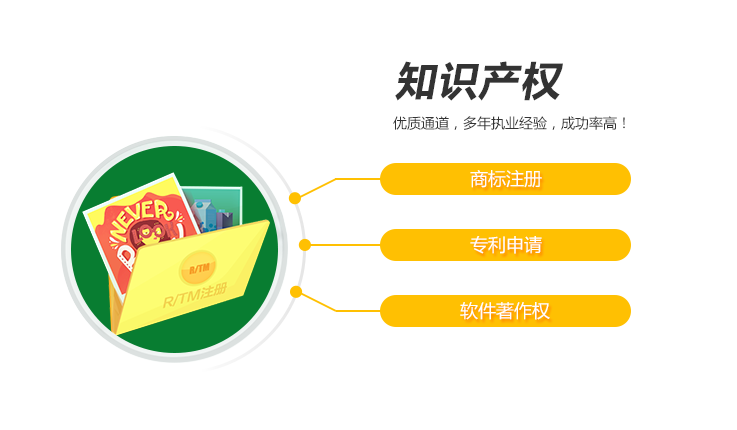 知识产权
优质通道，多年执业经验，成功率高！
商标注册
专利申请
软件著作权
NEVER
R/TM
R/TM注册